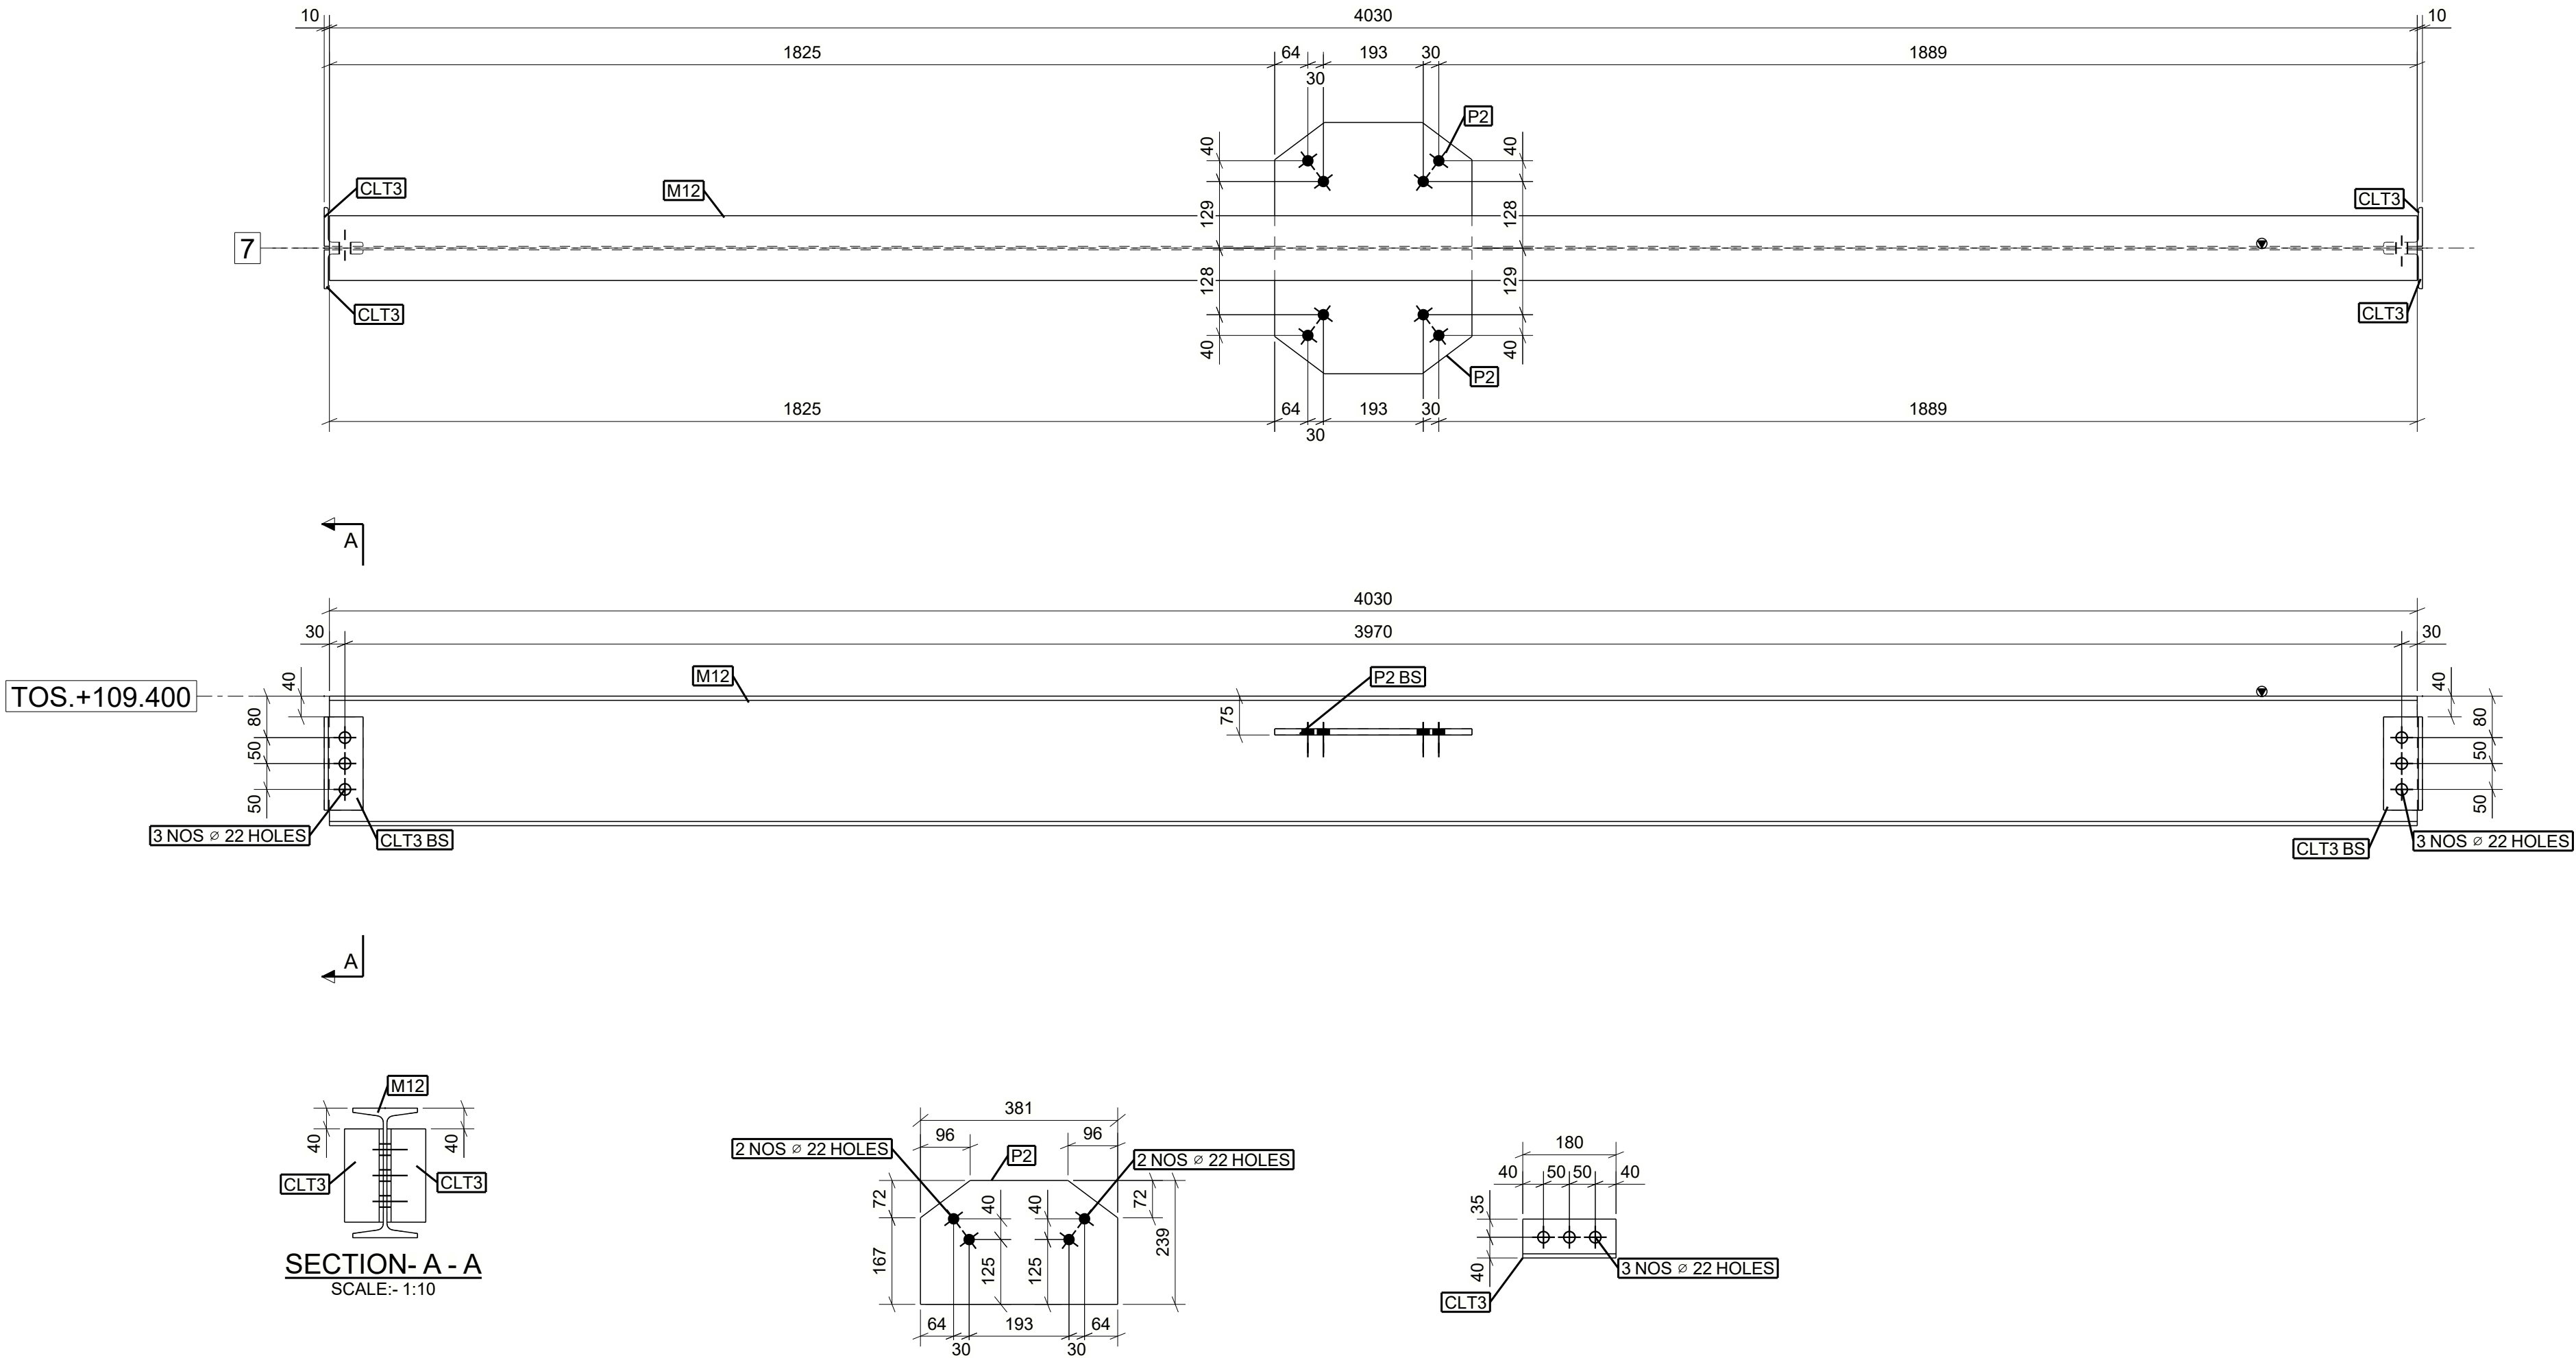 10 4030 10
1825 64 193 30 1889
30
P2
40 40
CLT3 M12 CLT3
129 128
7
128 129
CLT3 CLT3
40 40
P2
1825 64 193 30 1889
30
A
4030
30 3970 30
40 M12 P2 BS 40
TOS.+109.400
80 75 80
50 50
50 50
3 NOS ⌀ 22 HOLES CLT3 BS CLT3 BS 3 NOS ⌀ 22 HOLES
A
M12
40 40
CLT3 CLT3
SECTION- A - A
SCALE:- 1:10
381
96 96
2 NOS ⌀ 22 HOLES P2 2 NOS ⌀ 22 HOLES
72 40 40 72
167 125 125 239
64 193 64
30 30
180
40 50 50 40
35
40
3 NOS ⌀ 22 HOLES
CLT3